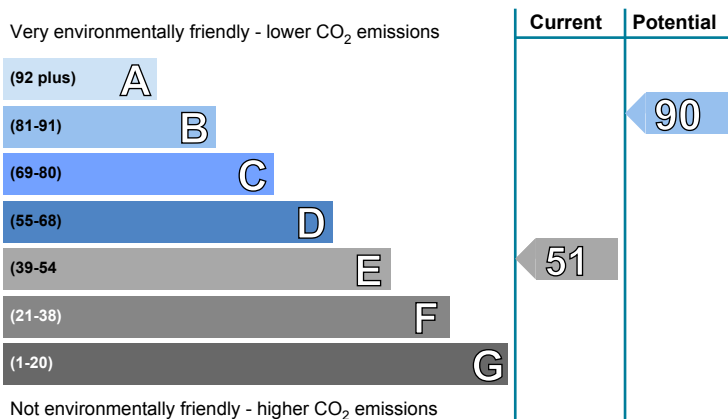 Current Potential
Very environmentally friendly - lower CO2 emissions
(92 plus) A
(81-91) B
90
(69-80) C
(55-68) D
(39-54 E
51
(21-38) F
(1-20) G
Not environmentally friendly - higher CO2 emissions